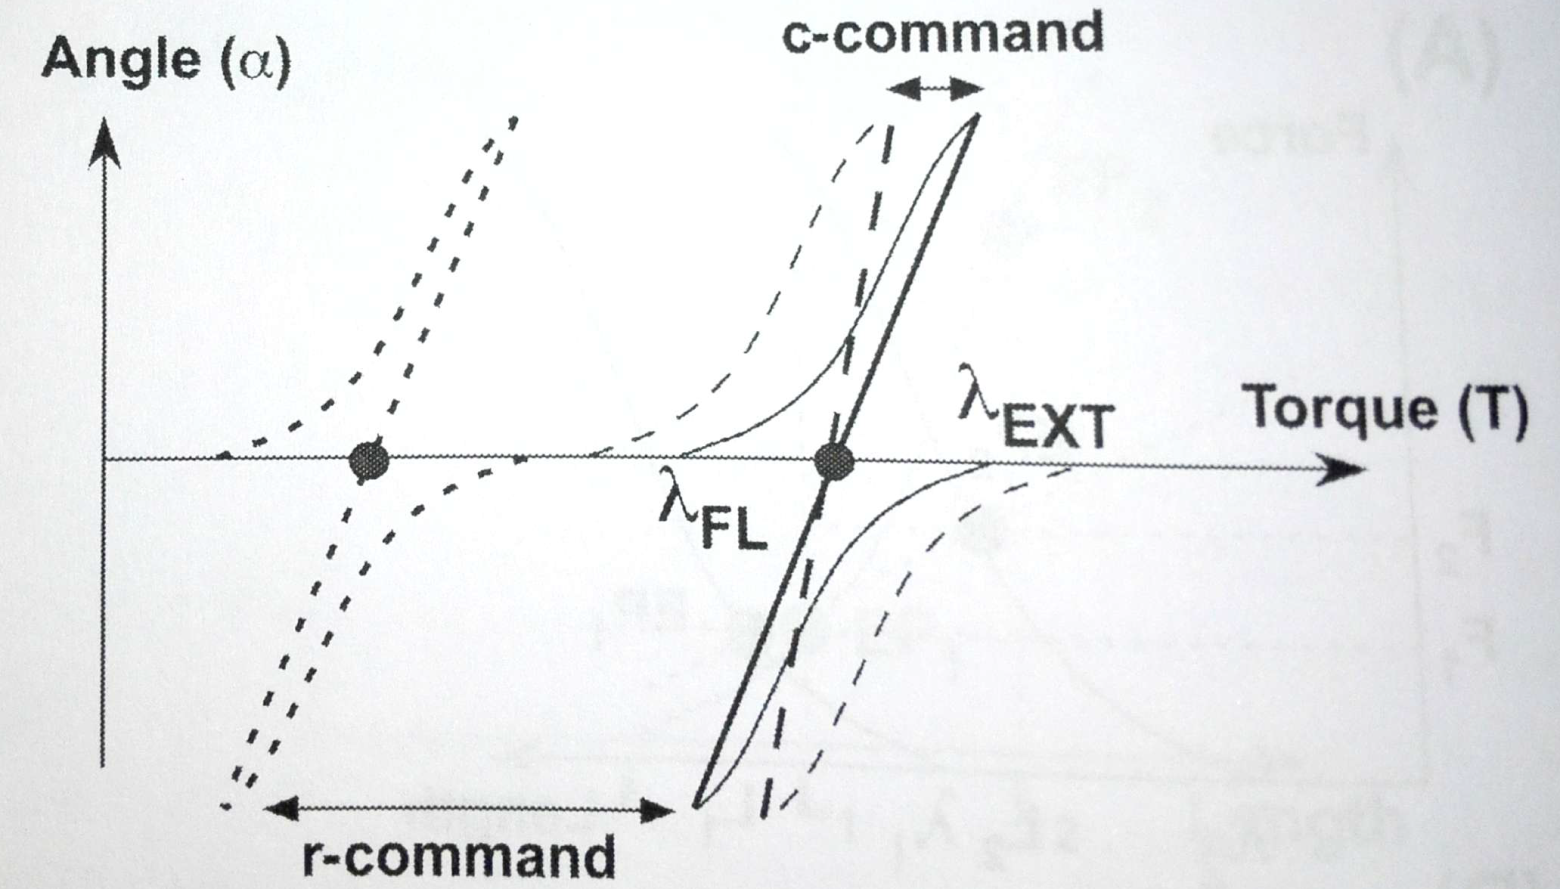 c-command
Angle (α)
λEXT
Torque (T)
λFL
r-command